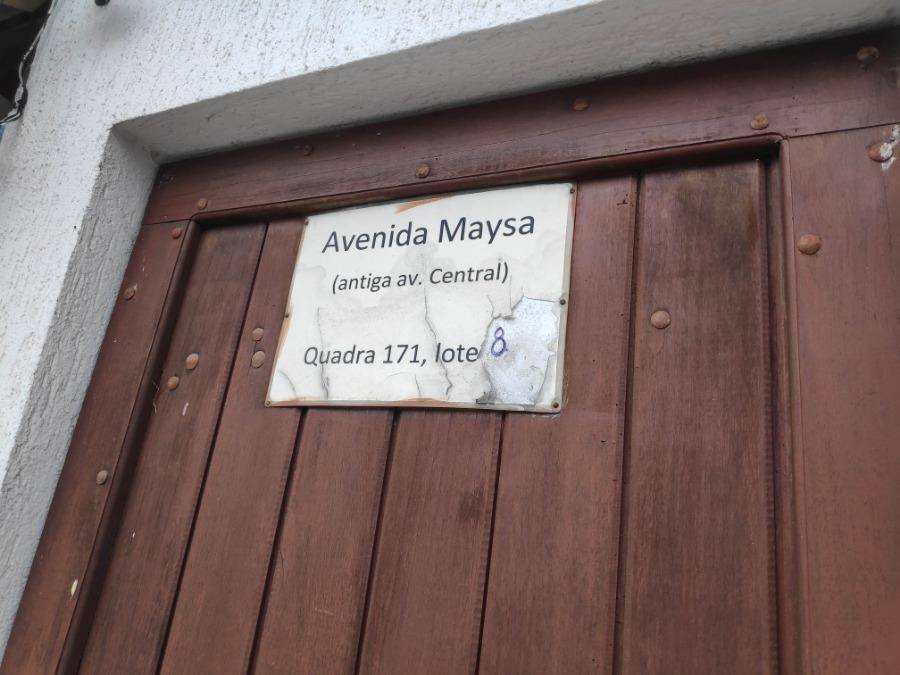 Avenida Maysa
(antiga av. Central)
Quadra 171, lote 8